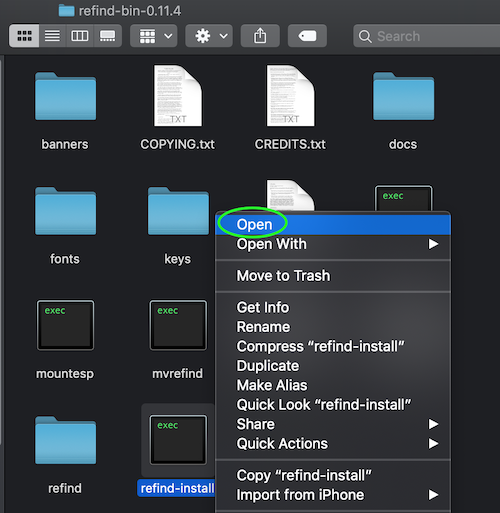 refind-bin-0.11.4
Search
banners
COPYING.txt
CREDITS.txt
docs
TXT
TXT
fonts
keys
exec
Open
Open With
Move to Trash
Get Info
Rename
Compress “refind-install”
Duplicate
Make Alias
Quick Look “refind-install”
Share
Quick Actions
Copy “refind-install”
Import from iPhone
exec
exec
mountesp
mvrefind
exec
refind
refind-install